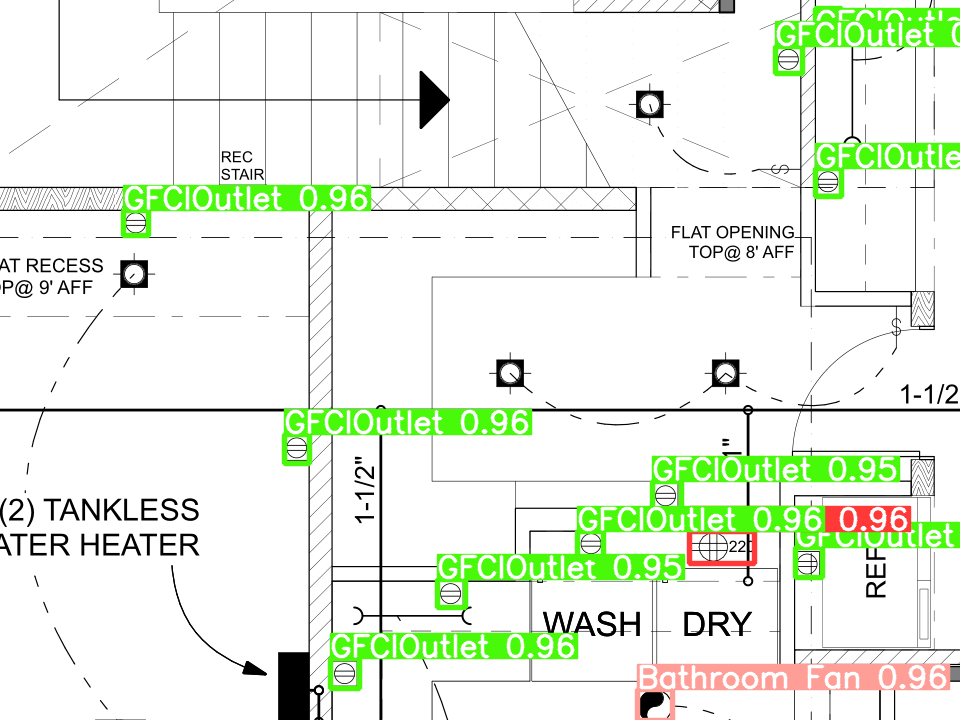 GFCIOutlet 0
REC
STAIR
GFCIOutle
GFCIOutlet 0.96
FLAT OPENING
TOP@ 8' AFF
AT RECESS
P@ 9' AFF
S
S
1-1/2
GFCIOutlet 0.96
1"
1-1/2"
GFCIOutlet 0.95
(2) TANKLESS
ATER HEATER
GFCIOutlet 0.96
0.96
GFCIOutlet
220
REF
GFCIOutlet 0.95
WASH
DRY
GFCIOutlet 0.96
Bathroom Fan 0.96